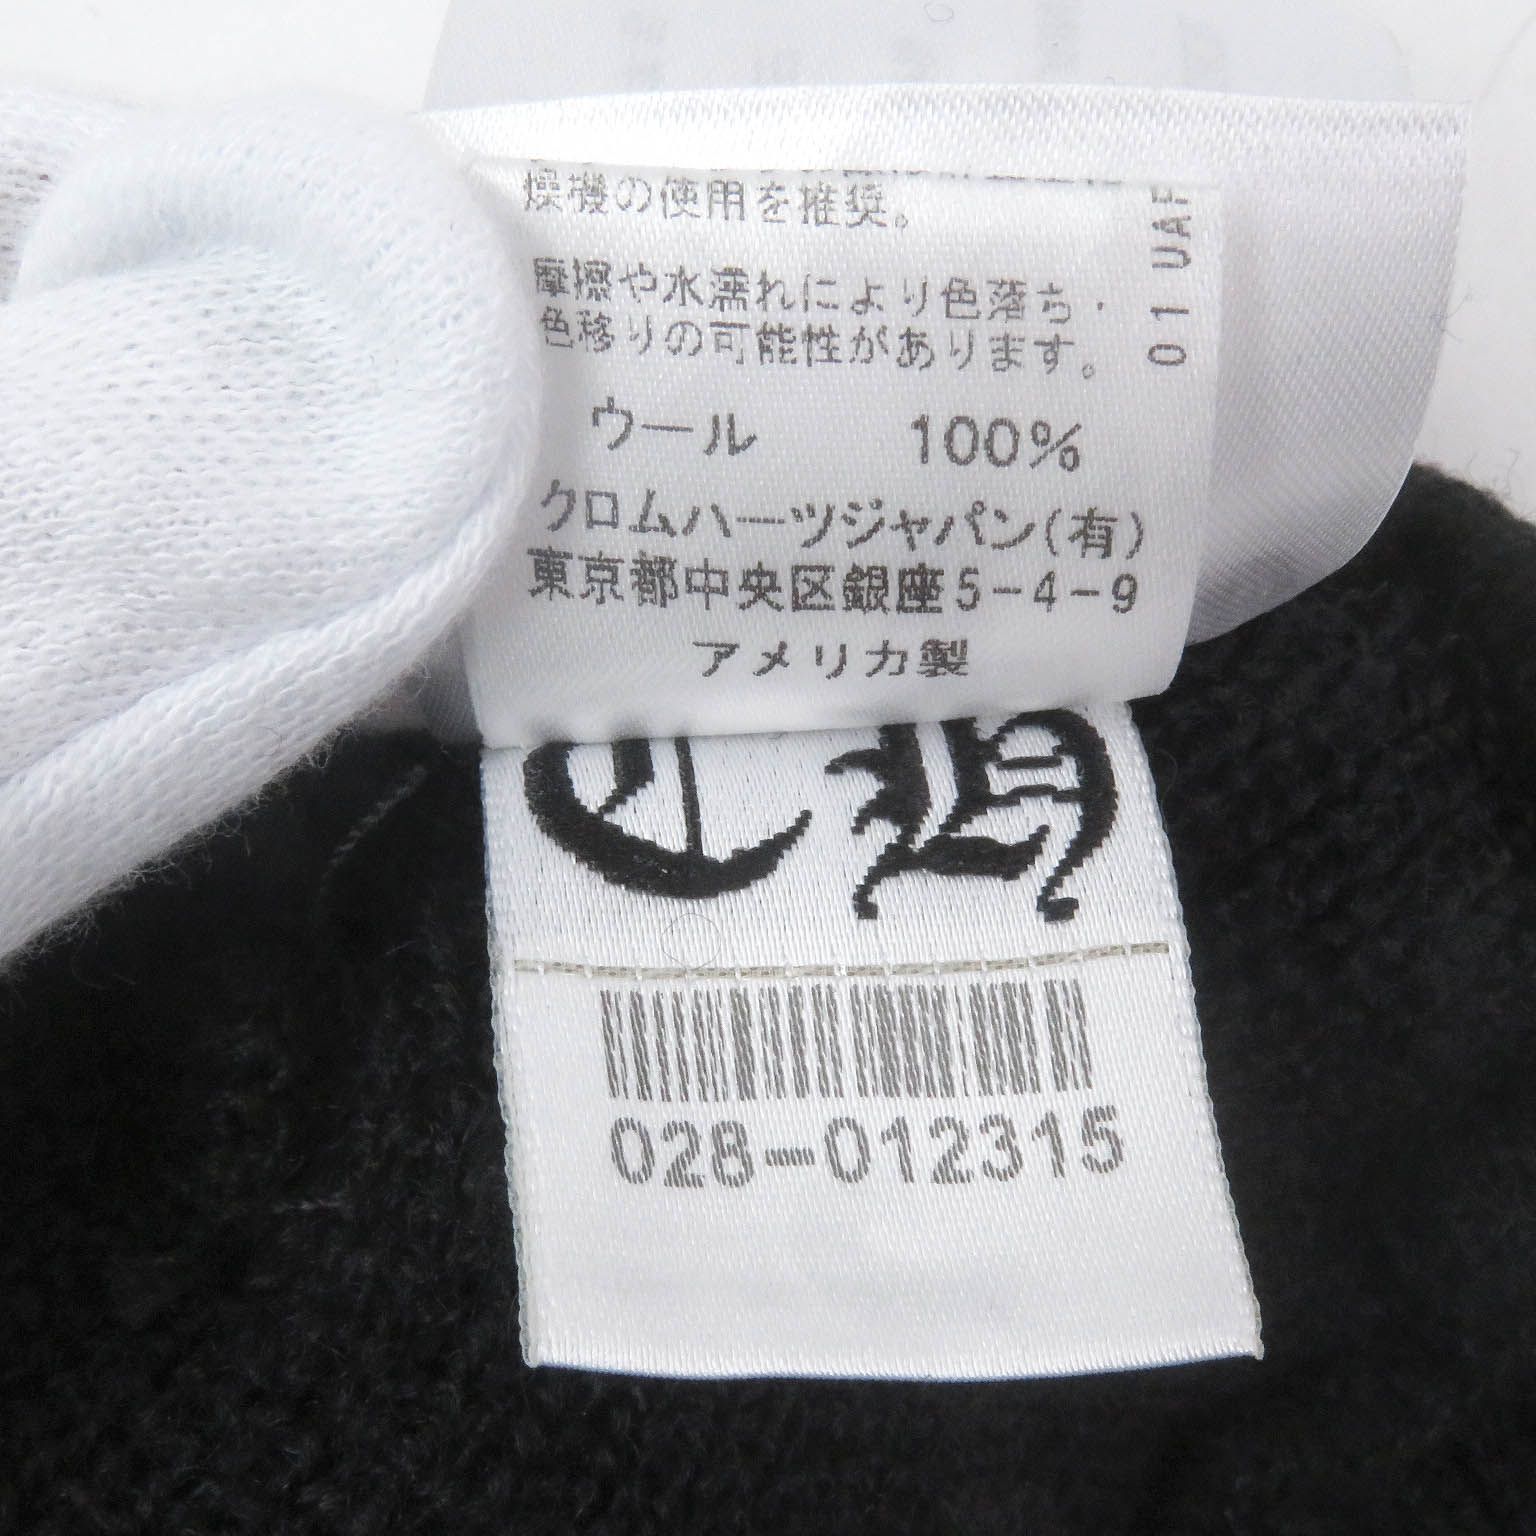 燥機の使用を推奨。
摩擦や水濡れにより色落ち・
色移りの可能性があります。
ウール 100%
クロムハーツジャパン(有)
東京都中央区銀座5-4-9
アメリカ製
01 UAF
CH
028-012315